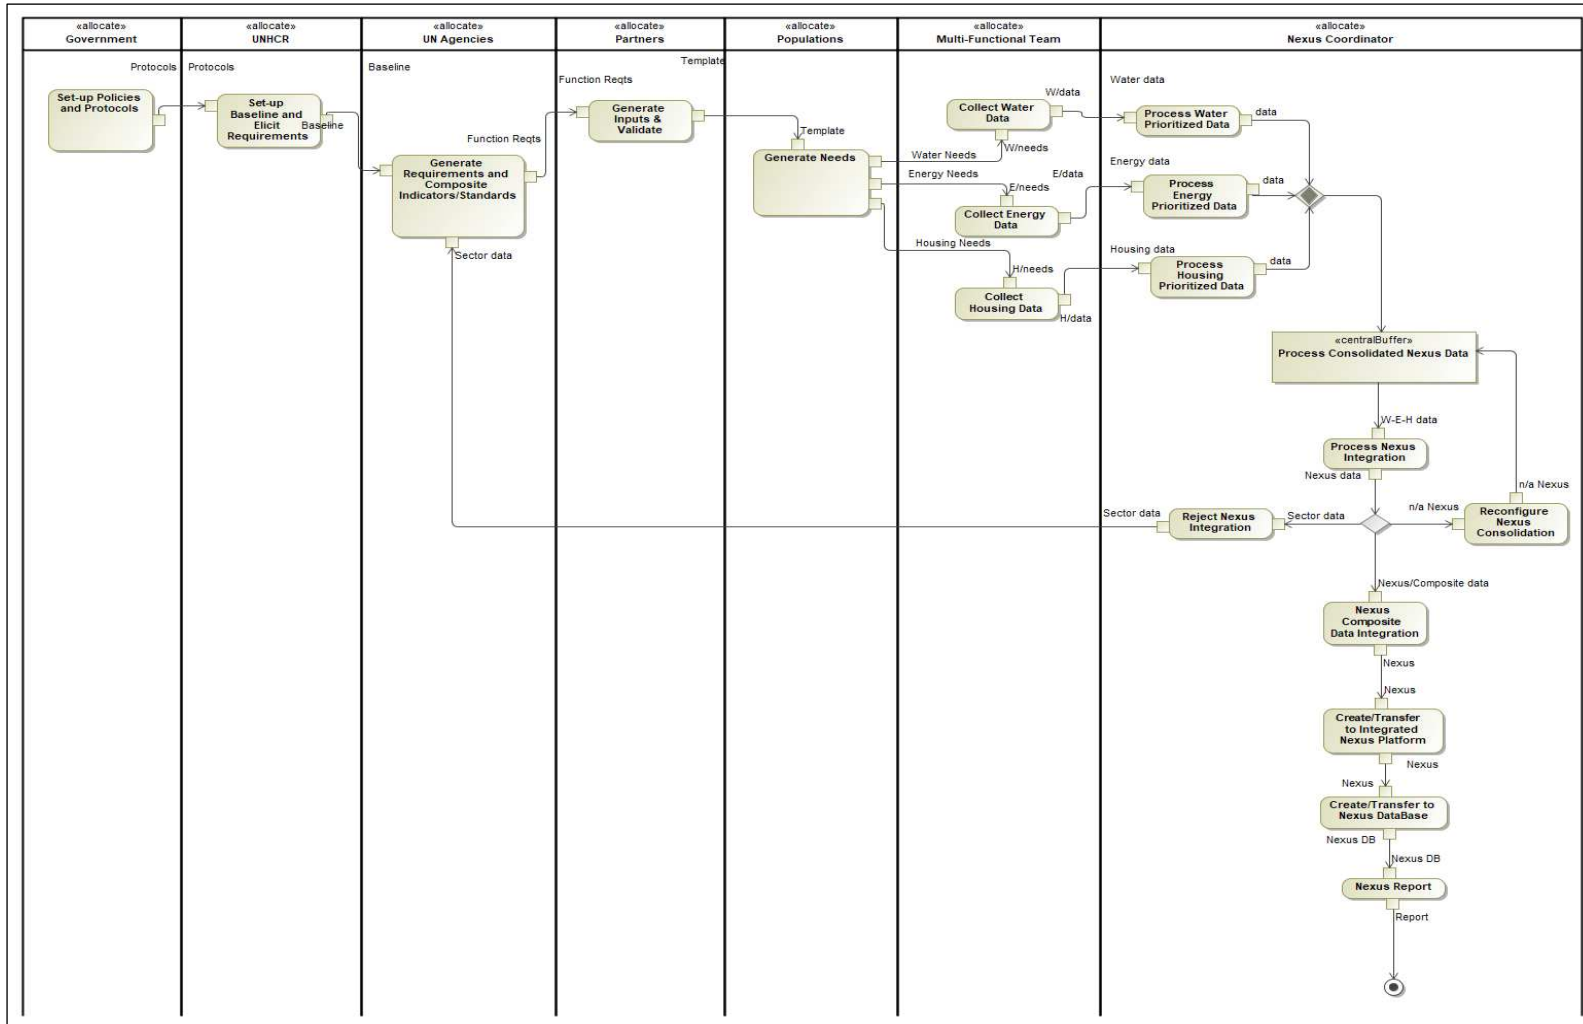 «allocate»
Government
«allocate»
UNHCR
«allocate»
UN Agencies
«allocate»
Partners
«allocate»
Populations
«allocate»
Multi-Functional Team
«allocate»
Nexus Coordinator
Protocols
Set-up Policies
and Protocols
Protocols
Set-up
Baseline and
Elicit
Requirements
Baseline
Baseline
Generate
Requirements and
Composite
Indicators/Standards
Function Reqts
Sector data
Function Reqts
Generate
Inputs &
Validate
Template
Template
Generate Needs
Water Needs
Energy Needs
Housing Needs
Collect Water
Data
W/data
W/needs
E/needs
E/data
Collect Energy
Data
H/needs
Collect
Housing Data
H/data
Water data
Process Water
Prioritized Data
data
Energy data
Process
Energy
Prioritized Data
data
Housing data
Process
Housing
Prioritized Data
data
«centralBuffer»
Process Consolidated Nexus Data
W-E-H data
Process Nexus
Integration
Nexus data
Sector data
Reject Nexus
Integration
Sector data
n/a Nexus
n/a Nexus
Reconfigure
Nexus
Consolidation
Nexus/Composite data
Nexus
Composite
Data Integration
Nexus
Nexus
Create/Transfer
to Integrated
Nexus Platform
Nexus
Nexus
Create/Transfer to
Nexus DataBase
Nexus DB
Nexus DB
Nexus Report
Report